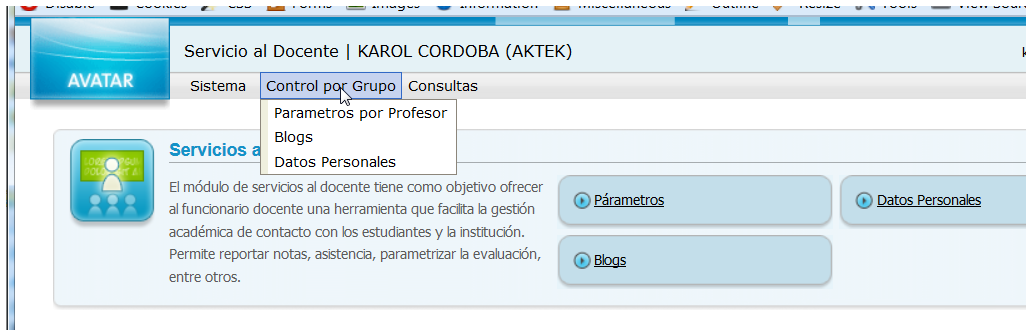 Disable Cookies CSS Forms Images Information Miscellaneous Outline Resize Tools View Sour
Servicio al Docente | KAROL CORDOBA (AKTEK)
AVATAR
Sistema Control por Grupo Consultas
Parametros por Profesor
Blogs
Datos Personales
Servicios a
El módulo de servicios al docente tiene como objetivo ofrecer
al funcionario docente una herramienta que facilita la gestión
académica de contacto con los estudiantes y la institución.
Permite reportar notas, asistencia, parametrizar la evaluación,
entre otros.
Párametros
Datos Personales
Blogs